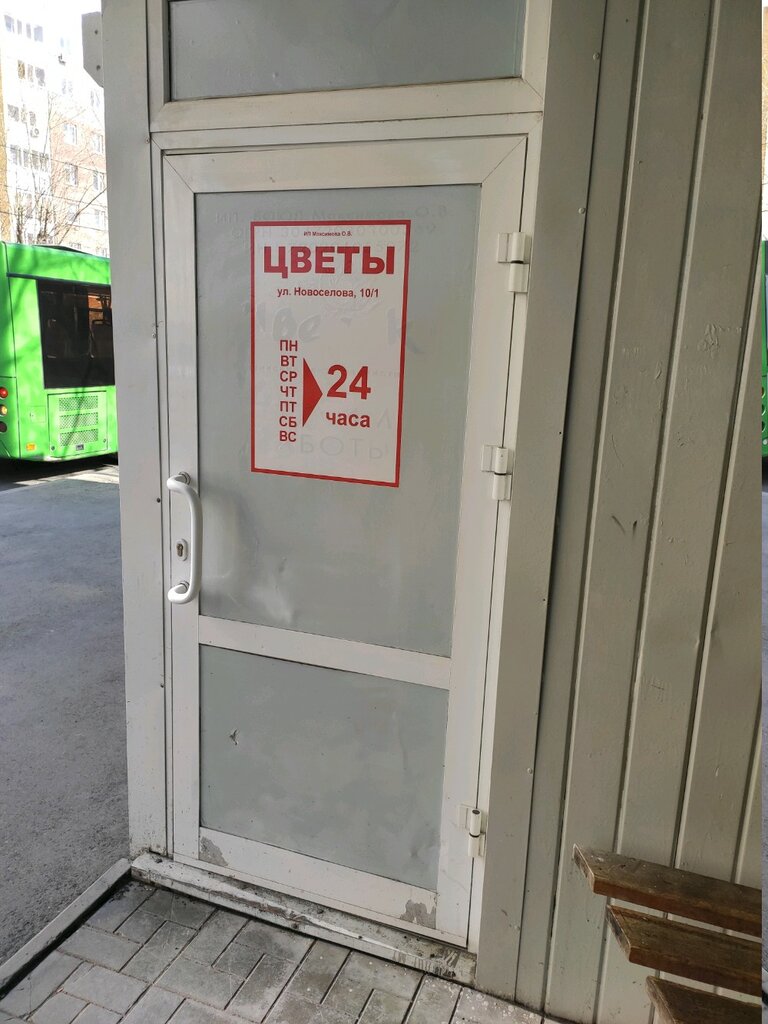 ИП Максимова О.В.
ЦВЕТЫ
ул. Новоселова, 10/1
ПН
ВТ
СР
ЧТ
ПТ
СБ
ВС
24
часа